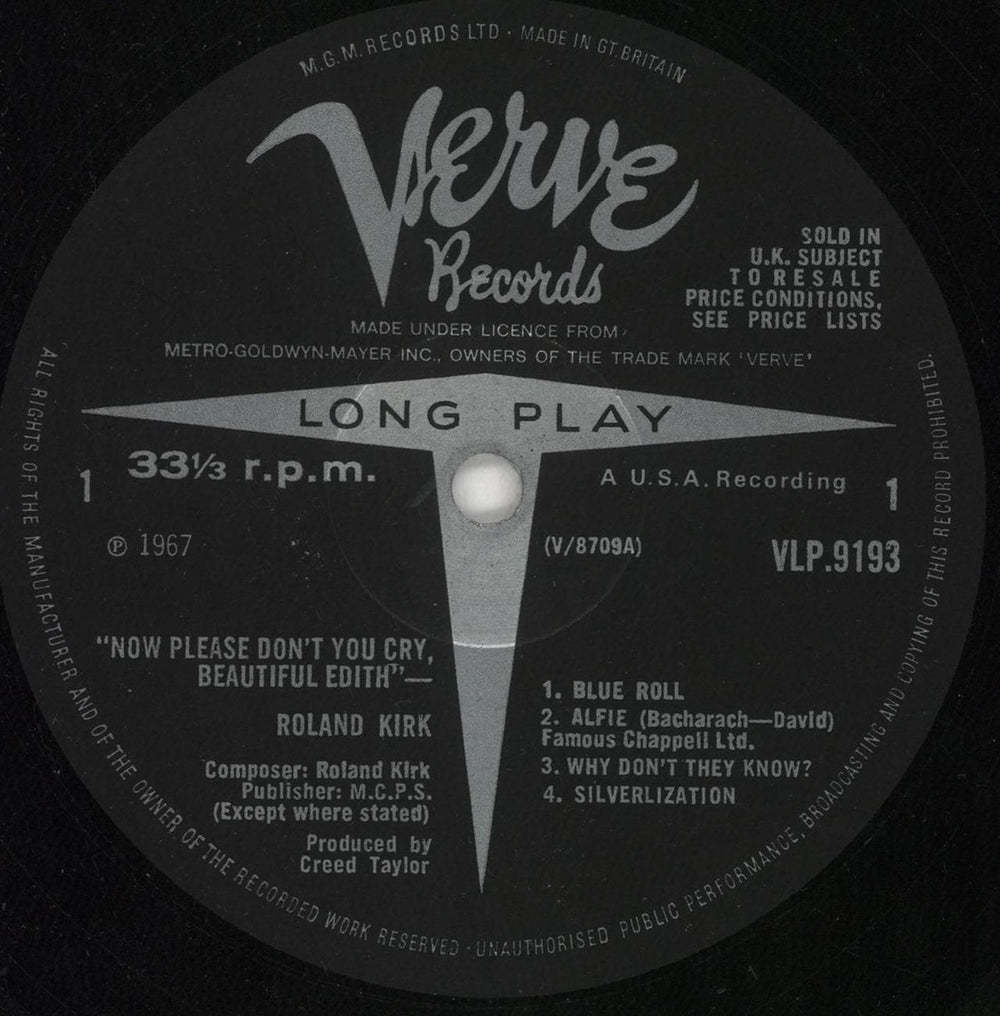 M.G.M. RECORDS LTD · MADE IN GT. BRITAIN
Verve
Records
SOLD IN
U.K. SUBJECT
TO RESALE
PRICE CONDITIONS,
SEE PRICE LISTS
MADE UNDER LICENCE FROM
METRO-GOLDWYN-MAYER INC., OWNERS OF THE TRADE MARK 'VERVE'
LONG PLAY
33⅓ r.p.m.
A U.S.A. Recording
1
1
℗ 1967
(V/8709A)
VLP.9193
"NOW PLEASE DON'T YOU CRY,
BEAUTIFUL EDITH"—
ROLAND KIRK
Composer: Roland Kirk
Publisher: M.C.P.S.
(Except where stated)
Produced by
Creed Taylor
1. BLUE ROLL
2. ALFIE (Bacharach—David)
Famous Chappell Ltd.
3. WHY DON'T THEY KNOW?
4. SILVERLIZATION
ALL RIGHTS OF THE MANUFACTURER AND OF THE OWNER OF THE RECORDED WORK RESERVED · UNAUTHORISED PUBLIC PERFORMANCE, BROADCASTING AND COPYING OF THIS RECORD PROHIBITED.